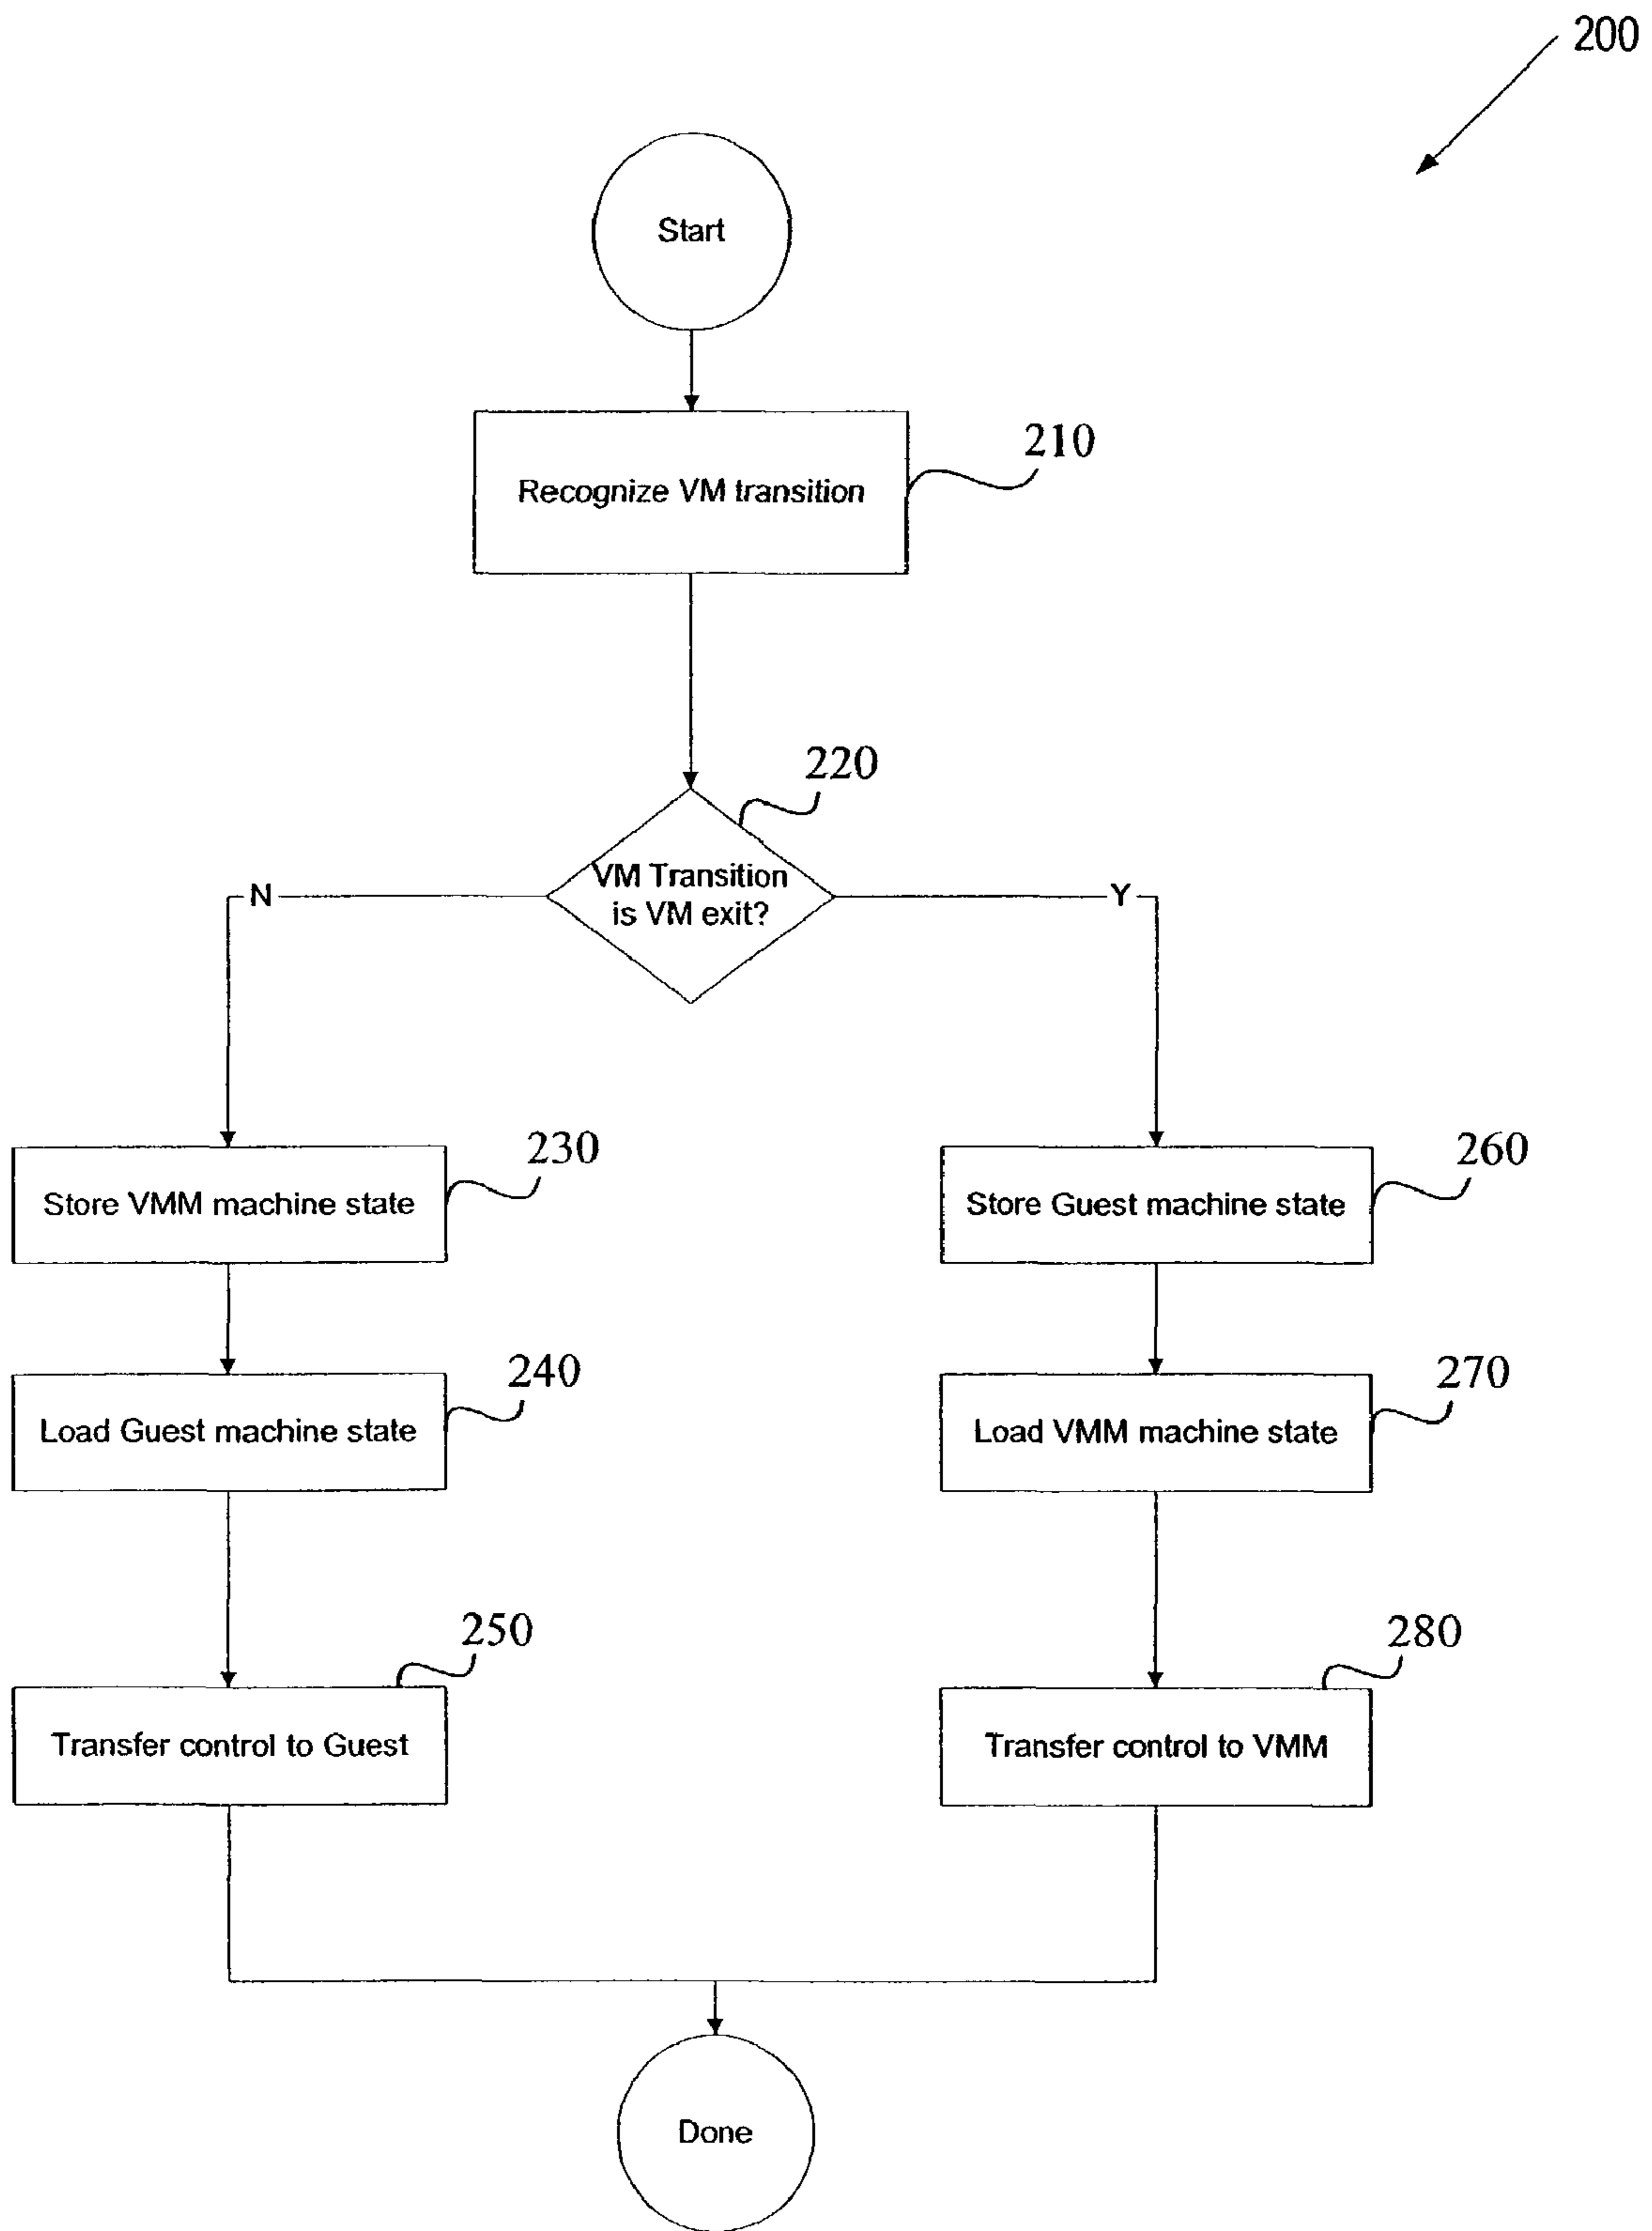 200
Start
210
Recognize VM transition
220
VM Transition
is VM exit?
N
Y
230
Store VMM machine state
260
Store Guest machine state
240
Load Guest machine state
270
Load VMM machine state
250
Transfer control to Guest
280
Transfer control to VMM
Done